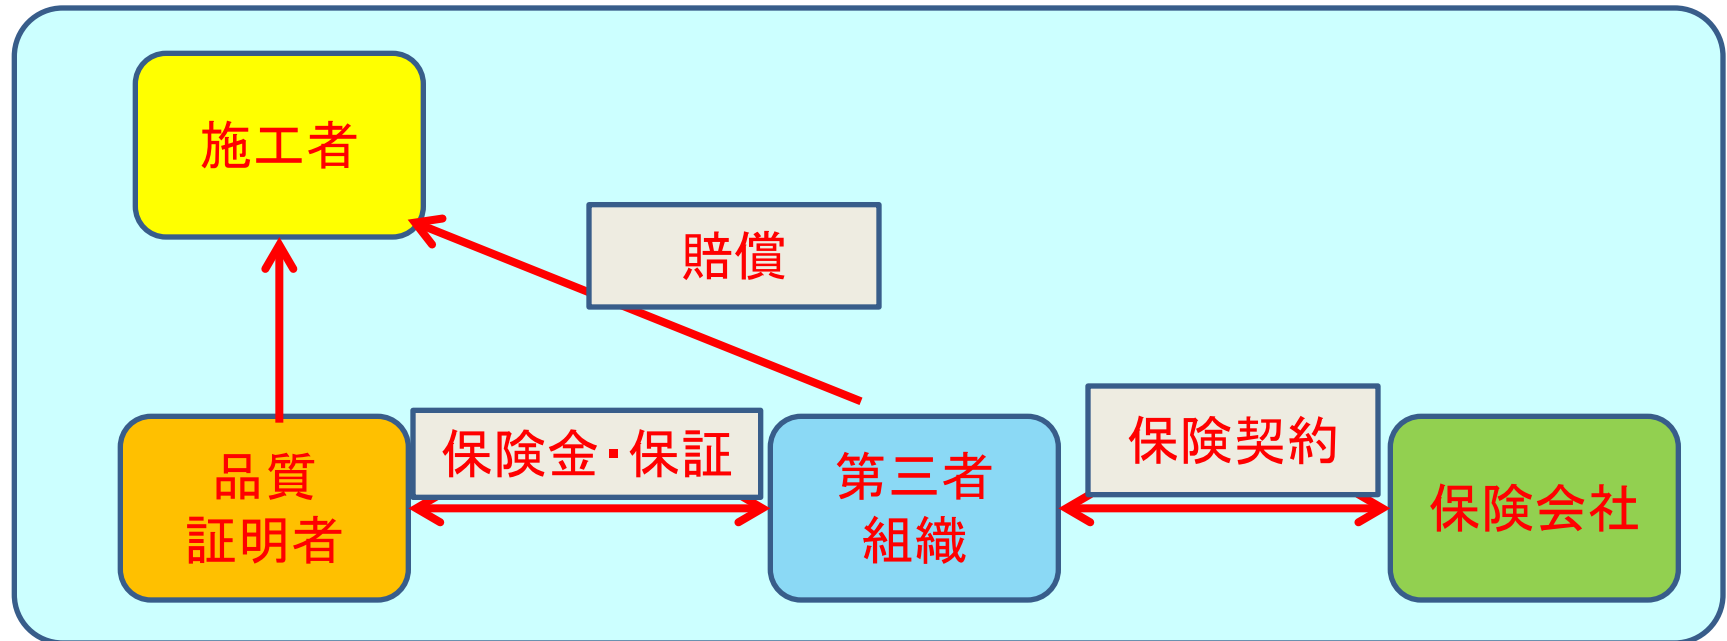 施工者
賠償
保険金・保証
保険契約
品質
証明者
第三者
組織
保険会社